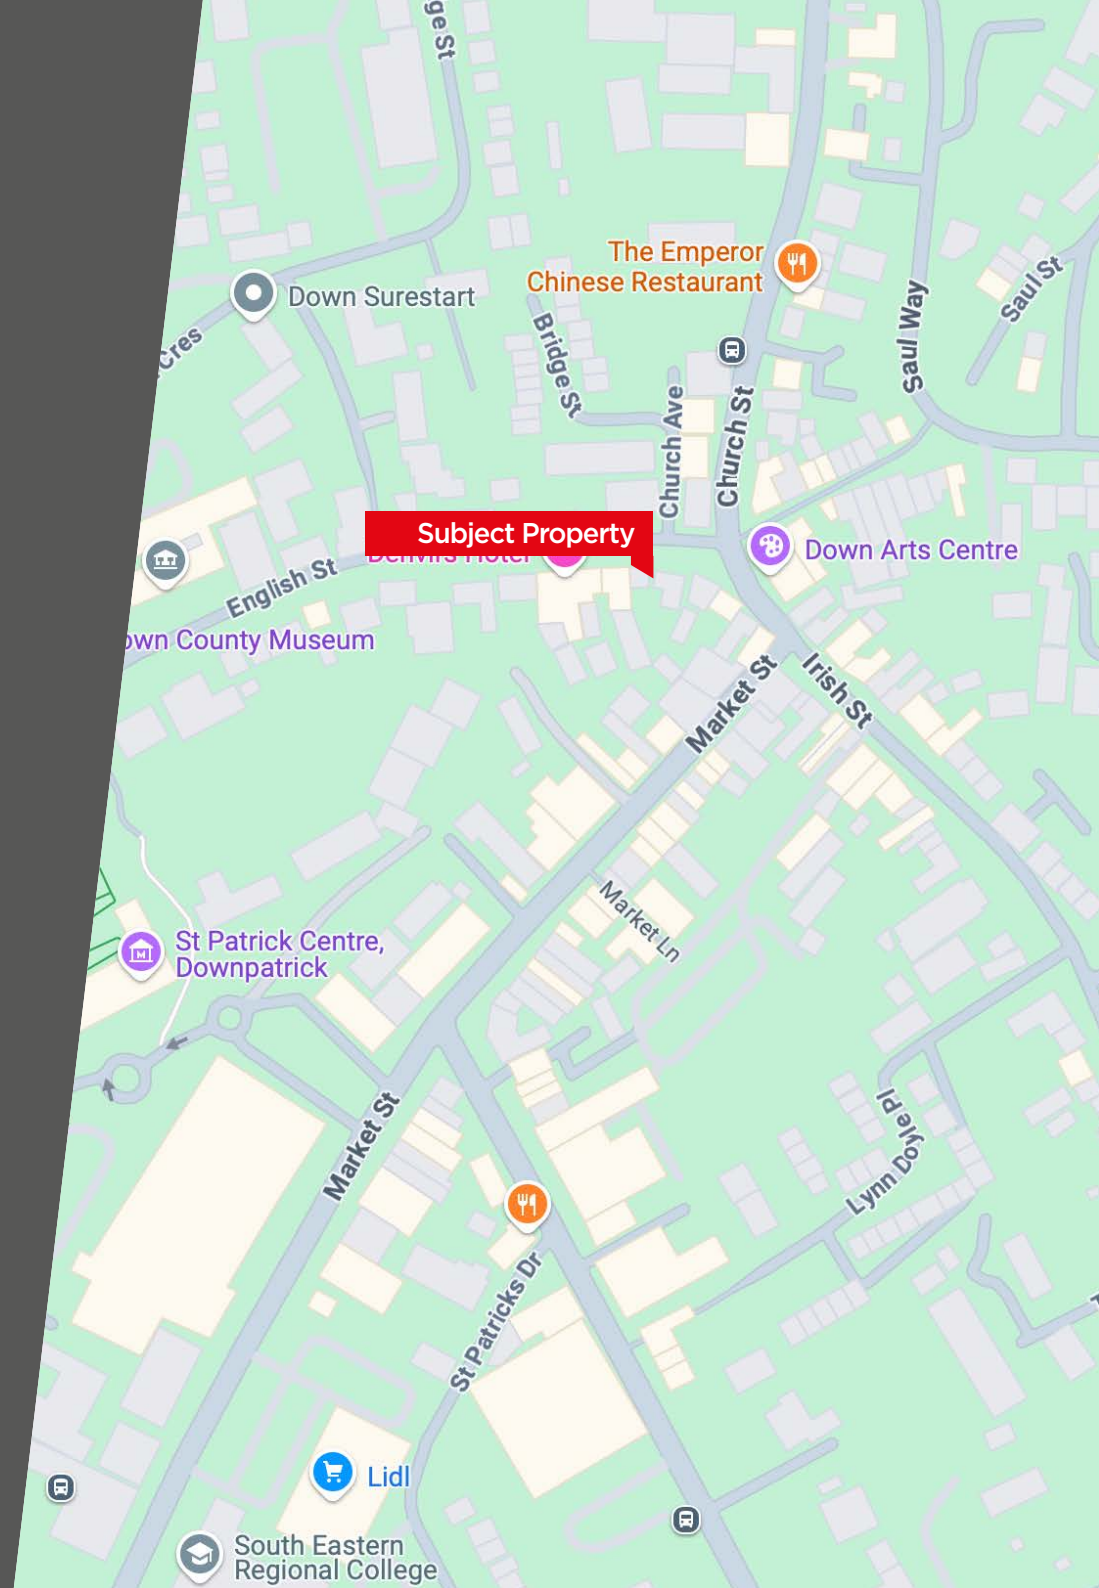 ge St
The Emperor
Chinese Restaurant
Down Surestart
Saul St
Saul Way
Bridge St
Cres
Church Ave
Church St
Subject Property
Denvirs Hotel
Down Arts Centre
English St
own County Museum
Market St
Irish St
Market Ln
St Patrick Centre,
Downpatrick
Market St
Lynn Doyle Pl
St Patricks Dr
Lidl
South Eastern
Regional College